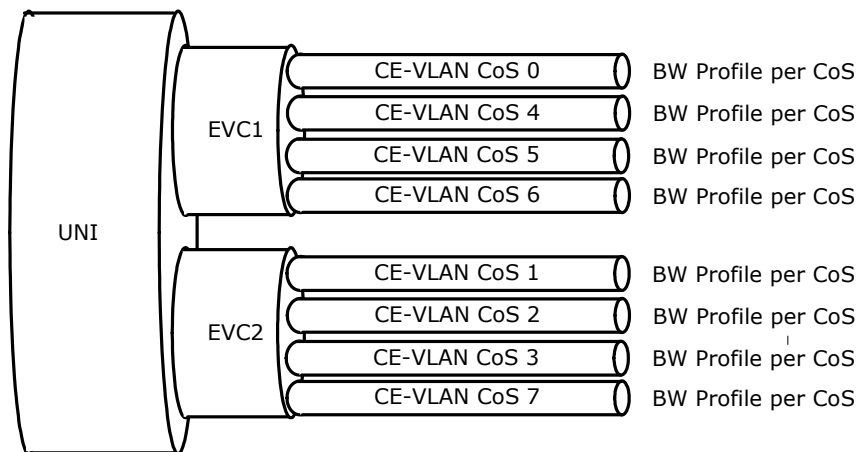 CE-VLAN CoS 0 BW Profile per CoS
CE-VLAN CoS 4 BW Profile per CoS
EVC1
CE-VLAN CoS 5 BW Profile per CoS
CE-VLAN CoS 6 BW Profile per CoS
UNI
CE-VLAN CoS 1 BW Profile per CoS
CE-VLAN CoS 2 BW Profile per CoS
EVC2
CE-VLAN CoS 3 BW Profile per CoS
CE-VLAN CoS 7 BW Profile per CoS